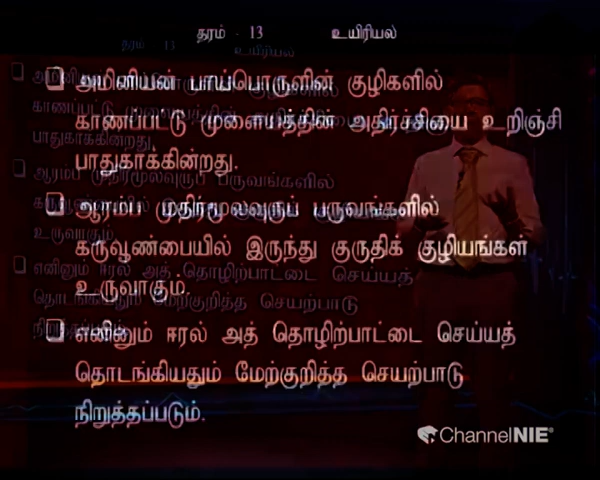 தரம் - 13 உயிரியல்
அமினியன் பாய்பொருளின் குழிகளில்
காணப்பட்டு முளையத்தின் அதிர்ச்சியை உறிஞ்சி
பாதுகாக்கின்றது.
ஆரம்ப முதிர்மூலவுருப் பருவங்களில்
கருவூண்பையில் இருந்து குருதிக் குழியங்கள்
உருவாகும்.
எனினும் ஈரல் அத் தொழிற்பாட்டை செய்யத்
தொடங்கியதும் மேற்குறித்த செயற்பாடு
நிறுத்தப்படும்.
ChannelNIE®